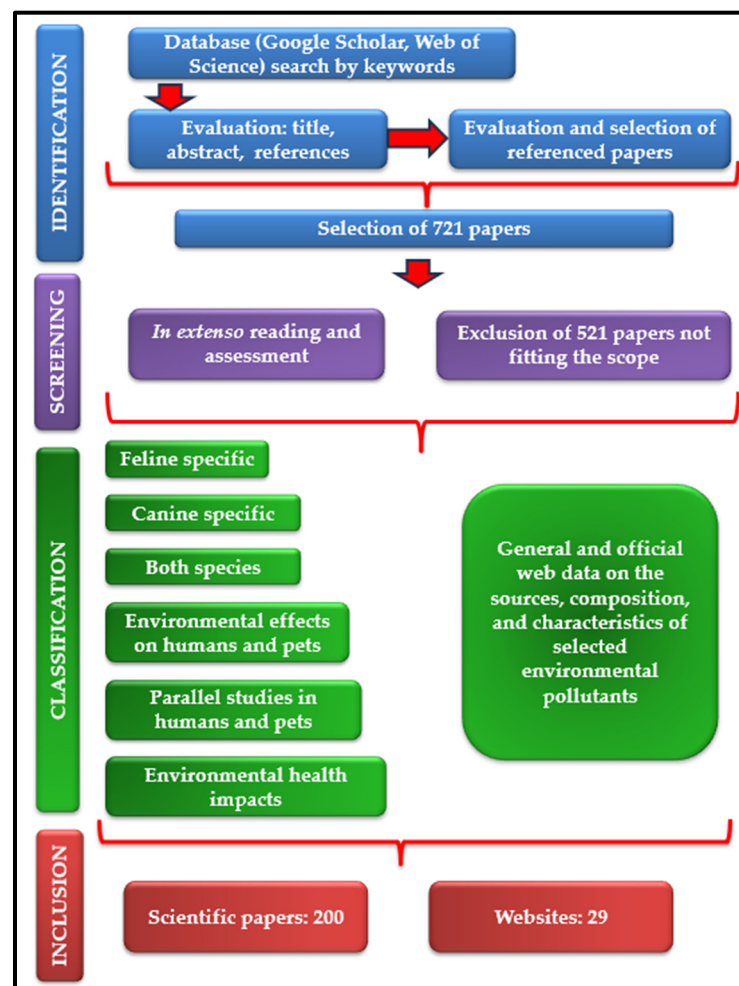 IDENTIFICATION
Database (Google Scholar, Web of
Science) search by keywords
Evaluation: title,
abstract, references
Evaluation and selection of
referenced papers
Selection of 721 papers
SCREENING
In extenso reading and
assessment
Exclusion of 521 papers not
fitting the scope
CLASSIFICATION
Feline specific
Canine specific
Both species
Environmental effects
on humans and pets
Parallel studies in
humans and pets
Environmental health
impacts
General and official
web data on the
sources, composition,
and characteristics of
selected
environmental
pollutants
INCLUSION
Scientific papers: 200
Websites: 29